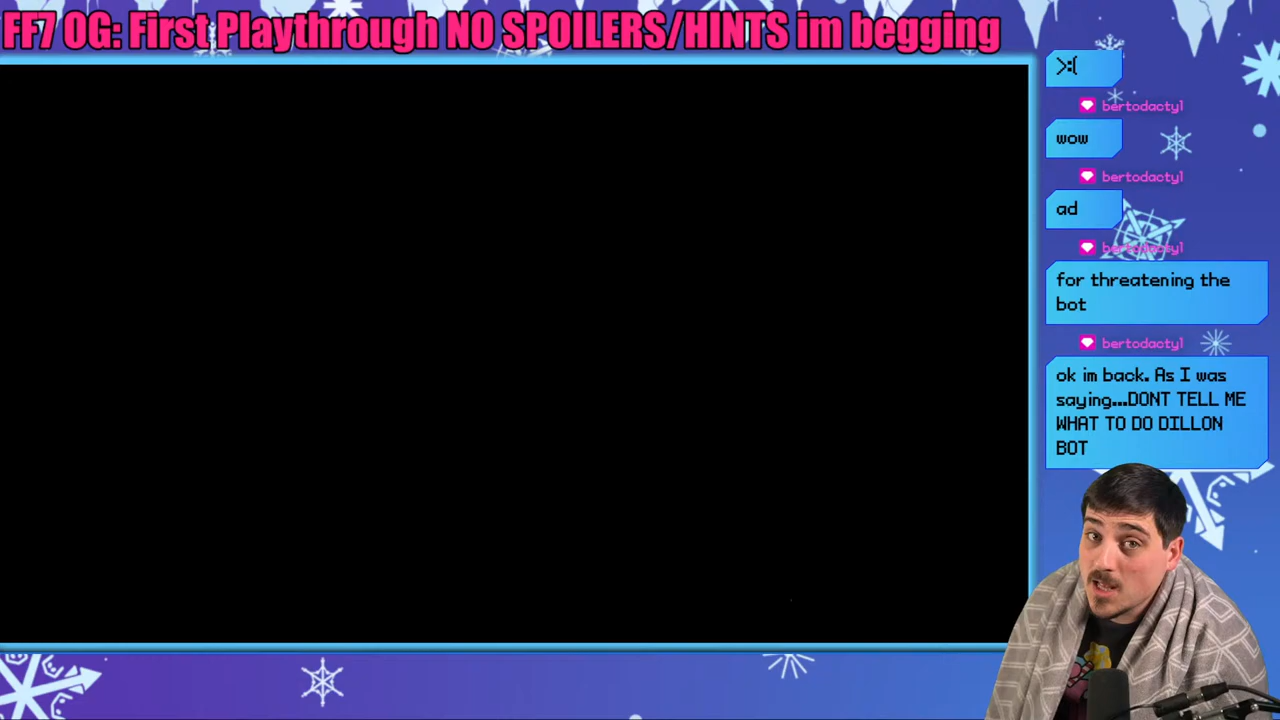 FF7 OG: First Playthrough NO SPOILERS/HINTS im begging
>:(
bertodactyl
wow
bertodactyl
ad
bertodactyl
for threatening the
bot
bertodactyl
ok im back. As I was
saying...DONT TELL ME
WHAT TO DO DILLON
BOT